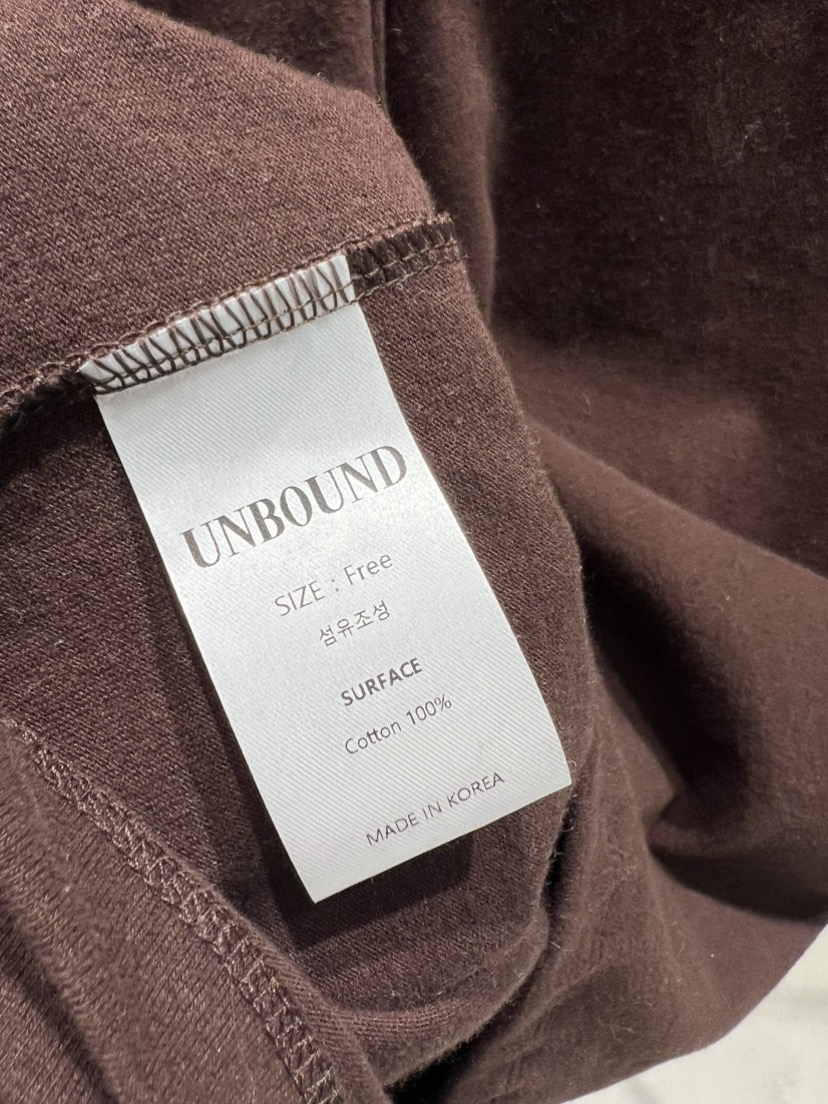 UNBOUND
SIZE : Free
섬유조성
SURFACE
Cotton 100%
MADE IN KOREA